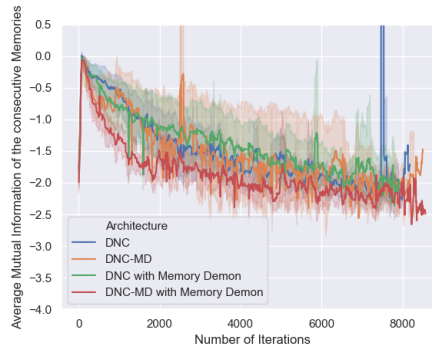 Average Mutual Information of the consecutive Memories
0.5
0.0
−0.5
−1.0
−1.5
−2.0
−2.5
−3.0
−3.5
−4.0
Architecture
DNC
DNC-MD
DNC with Memory Demon
DNC-MD with Memory Demon
0
2000
4000
6000
8000
Number of Iterations